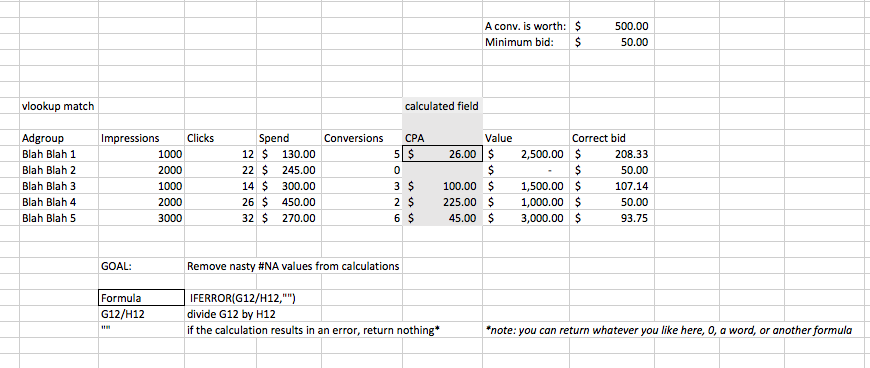 A conv. is worth: $ 500.00
Minimum bid: $ 50.00
vlookup match calculated field
Adgroup Impressions Clicks Spend Conversions CPA Value Correct bid
Blah Blah 1 1000 12 $ 130.00 5 $ 26.00 $ 2,500.00 $ 208.33
Blah Blah 2 2000 22 $ 245.00 0 $ - $ 50.00
Blah Blah 3 1000 14 $ 300.00 3 $ 100.00 $ 1,500.00 $ 107.14
Blah Blah 4 2000 26 $ 450.00 2 $ 225.00 $ 1,000.00 $ 50.00
Blah Blah 5 3000 32 $ 270.00 6 $ 45.00 $ 3,000.00 $ 93.75
GOAL: Remove nasty #NA values from calculations
Formula IFERROR(G12/H12,"")
G12/H12 divide G12 by H12
"" if the calculation results in an error, return nothing* *note: you can return whatever you like here, 0, a word, or another formula